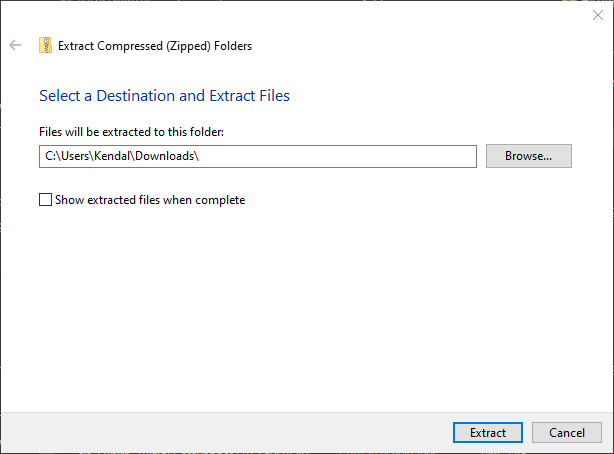 Extract Compressed (Zipped) Folders
Select a Destination and Extract Files
Files will be extracted to this folder:
C:\Users\Kendal\Downloads\
Browse...
Show extracted files when complete
Extract
Cancel